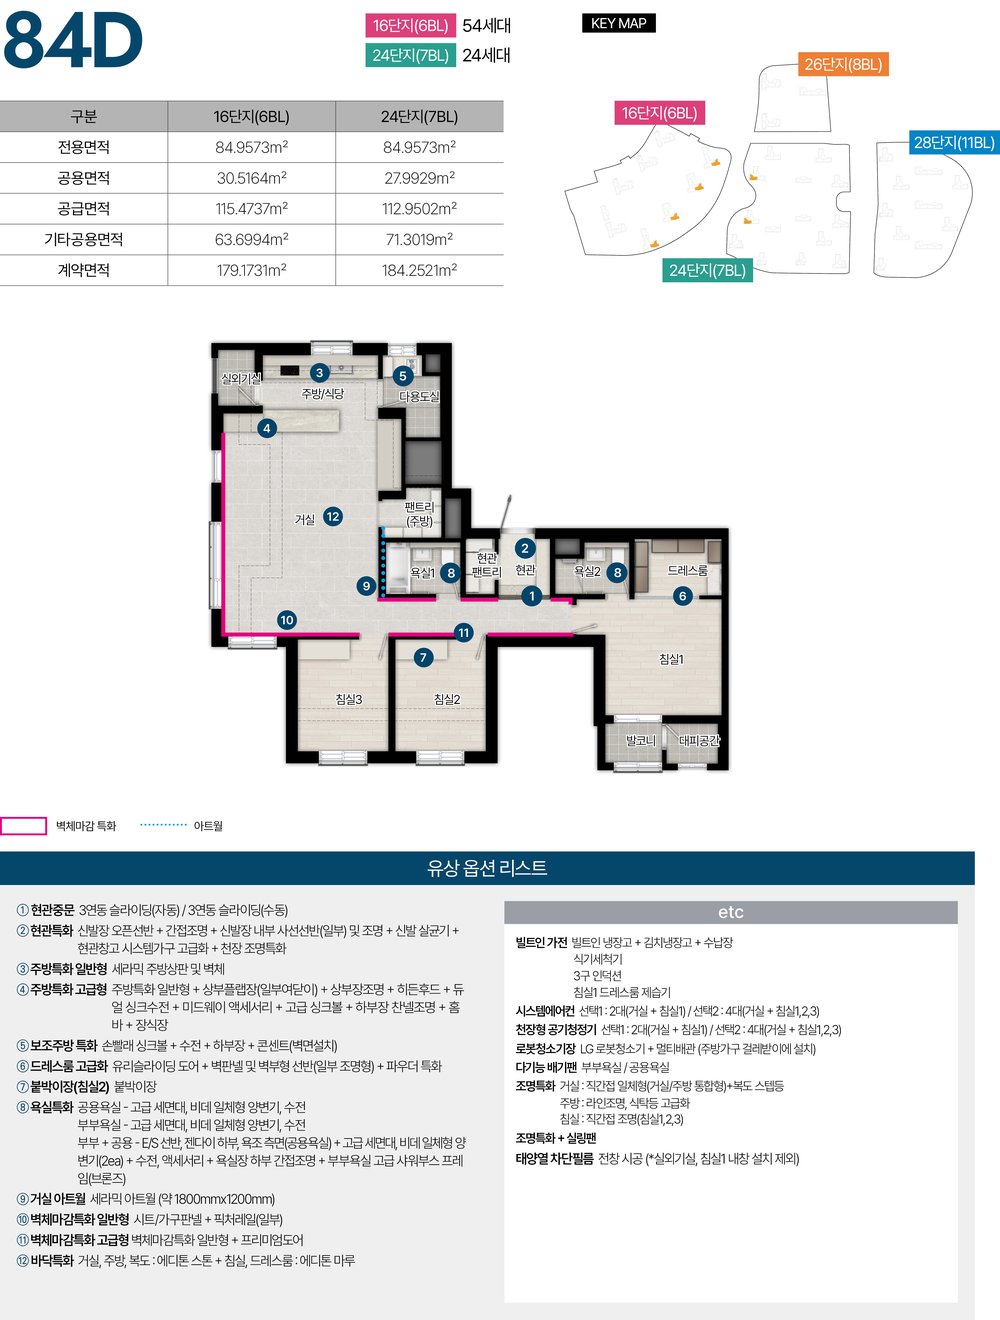 84D
16단지(6BL) 54세대
24단지(7BL) 24세대
KEY MAP
26단지(8BL)
16단지(6BL)
28단지(11BL)
24단지(7BL)
구분 16단지(6BL) 24단지(7BL)
전용면적 84.9573m² 84.9573m²
공용면적 30.5164m² 27.9929m²
공급면적 115.4737m² 112.9502m²
기타공용면적 63.6994m² 71.3019m²
계약면적 179.1731m² 184.2521m²
실외기실
3
주방/식당
5
다용도실
4
거실 12
팬트리
(주방)
2
현관
팬트리
현관
욕실1 8
욕실2 8
드레스룸
9
1
6
10
11
7
침실1
침실3
침실2
발코니
대피공간
벽체마감 특화
아트월
유상 옵션 리스트
① 현관중문 3연동 슬라이딩(자동) / 3연동 슬라이딩(수동)
② 현관특화 신발장 오픈선반 + 간접조명 + 신발장 내부 사선선반(일부) 및 조명 + 신발 살균기 +
현관창고 시스템가구 고급화 + 천장 조명특화
③ 주방특화 일반형 세라믹 주방상판 및 벽체
④ 주방특화 고급형 주방특화 일반형 + 상부플랩장(일부여닫이) + 상부장조명 + 히든후드 + 듀
얼 싱크수전 + 미드웨이 액세서리 + 고급 싱크볼 + 하부장 찬넬조명 + 홈
바 + 장식장
⑤ 보조주방 특화 손빨래 싱크볼 + 수전 + 하부장 + 콘센트(벽면설치)
⑥ 드레스룸 고급화 유리슬라이딩 도어 + 벽판넬 및 벽부형 선반(일부 조명형) + 파우더 특화
⑦ 붙박이장(침실2) 붙박이장
⑧ 욕실특화 공용욕실 - 고급 세면대, 비데 일체형 양변기, 수전
부부욕실 - 고급 세면대, 비데 일체형 양변기, 수전
부부 + 공용 - E/S 선반, 젠다이 하부, 욕조 측면(공용욕실) + 고급 세면대, 비데 일체형 양
변기(2ea) + 수전, 액세서리 + 욕실장 하부 간접조명 + 부부욕실 고급 샤워부스 프레
임(브론즈)
⑨ 거실 아트월 세라믹 아트월 (약 1800mmx1200mm)
⑩ 벽체마감특화 일반형 시트/가구판넬 + 픽처레일(일부)
⑪ 벽체마감특화 고급형 벽체마감특화 일반형 + 프리미엄도어
⑫ 바닥특화 거실, 주방, 복도 : 에디톤 스톤 + 침실, 드레스룸 : 에디톤 마루
etc
빌트인 가전 빌트인 냉장고 + 김치냉장고 + 수납장
식기세척기
3구 인덕션
침실1 드레스룸 제습기
시스템에어컨 선택1 : 2대(거실 + 침실1) / 선택2 : 4대(거실 + 침실1,2,3)
천장형 공기청정기 선택1 : 2대(거실 + 침실1) / 선택2 : 4대(거실 + 침실1,2,3)
로봇청소기장 LG 로봇청소기 + 멀티배관 (주방가구 걸레받이에 설치)
다기능 배기팬 부부욕실 / 공용욕실
조명특화 거실 : 직간접 일체형(거실/주방 통합형)+복도 스텝등
주방 : 라인조명, 식탁등 고급화
침실 : 직간접 조명(침실1,2,3)
조명특화 + 실링팬
태양열 차단필름 전창 시공 (*실외기실, 침실1 내창 설치 제외)